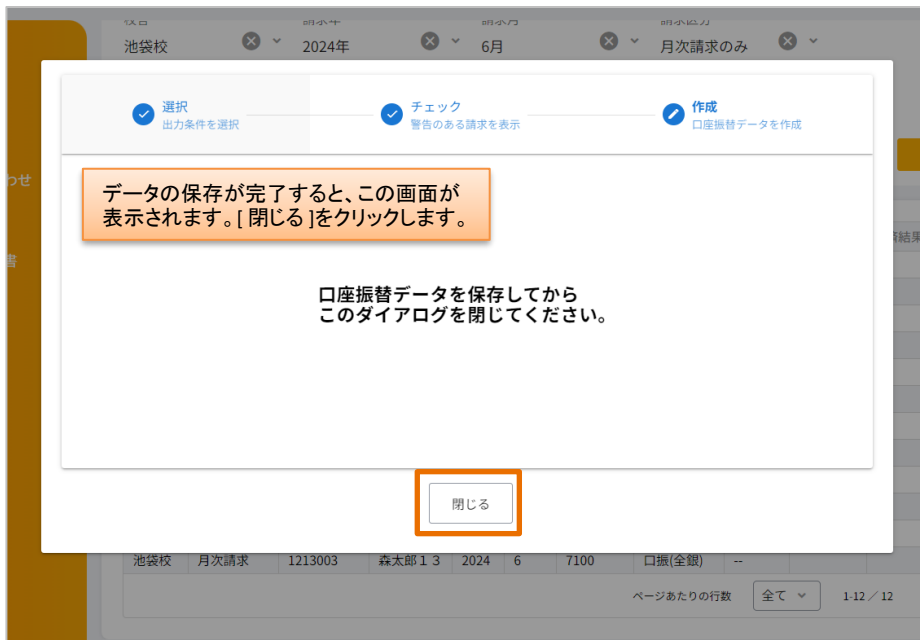 校舎 請求年 請求月 請求区分
池袋校 2024年 6月 月次請求のみ
選択
出力条件を選択
チェック
警告のある請求を表示
作成
口座振替データを作成
わせ
データの保存が完了すると、この画面が
表示されます。[ 閉じる ]をクリックします。
結果
書
口座振替データを保存してから
このダイアログを閉じてください。
閉じる
池袋校 月次請求 1213003 森太郎１３ 2024 6 7100 口振(全銀) --
ページあたりの行数 全て 1-12 ／ 12